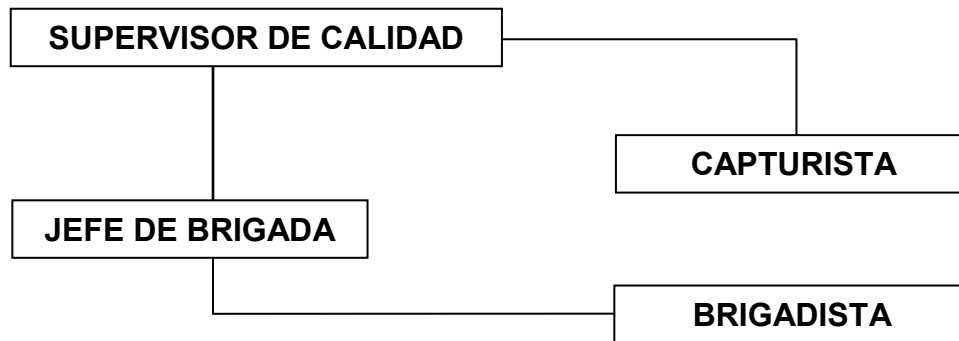 SUPERVISOR DE CALIDAD
CAPTURISTA
JEFE DE BRIGADA
BRIGADISTA